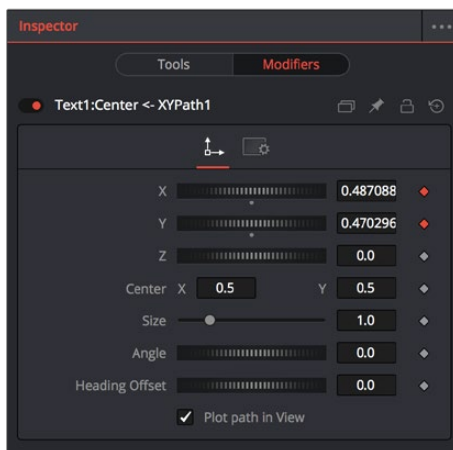 Inspector
Tools Modifiers
Text1:Center <- XYPath1
X 0.487088
Y 0.470296
Z 0.0
Center X 0.5 Y 0.5
Size 1.0
Angle 0.0
Heading Offset 0.0
Plot path in View